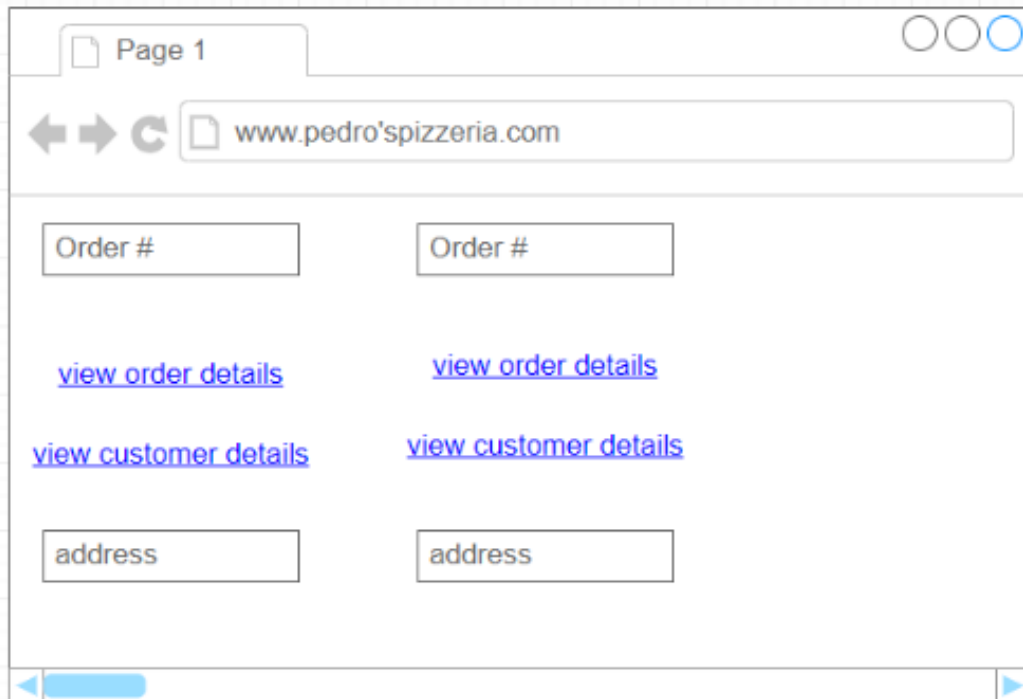 Page 1
www.pedro'spizzeria.com
Order #
Order #
view order details
view order details
view customer details
view customer details
address
address